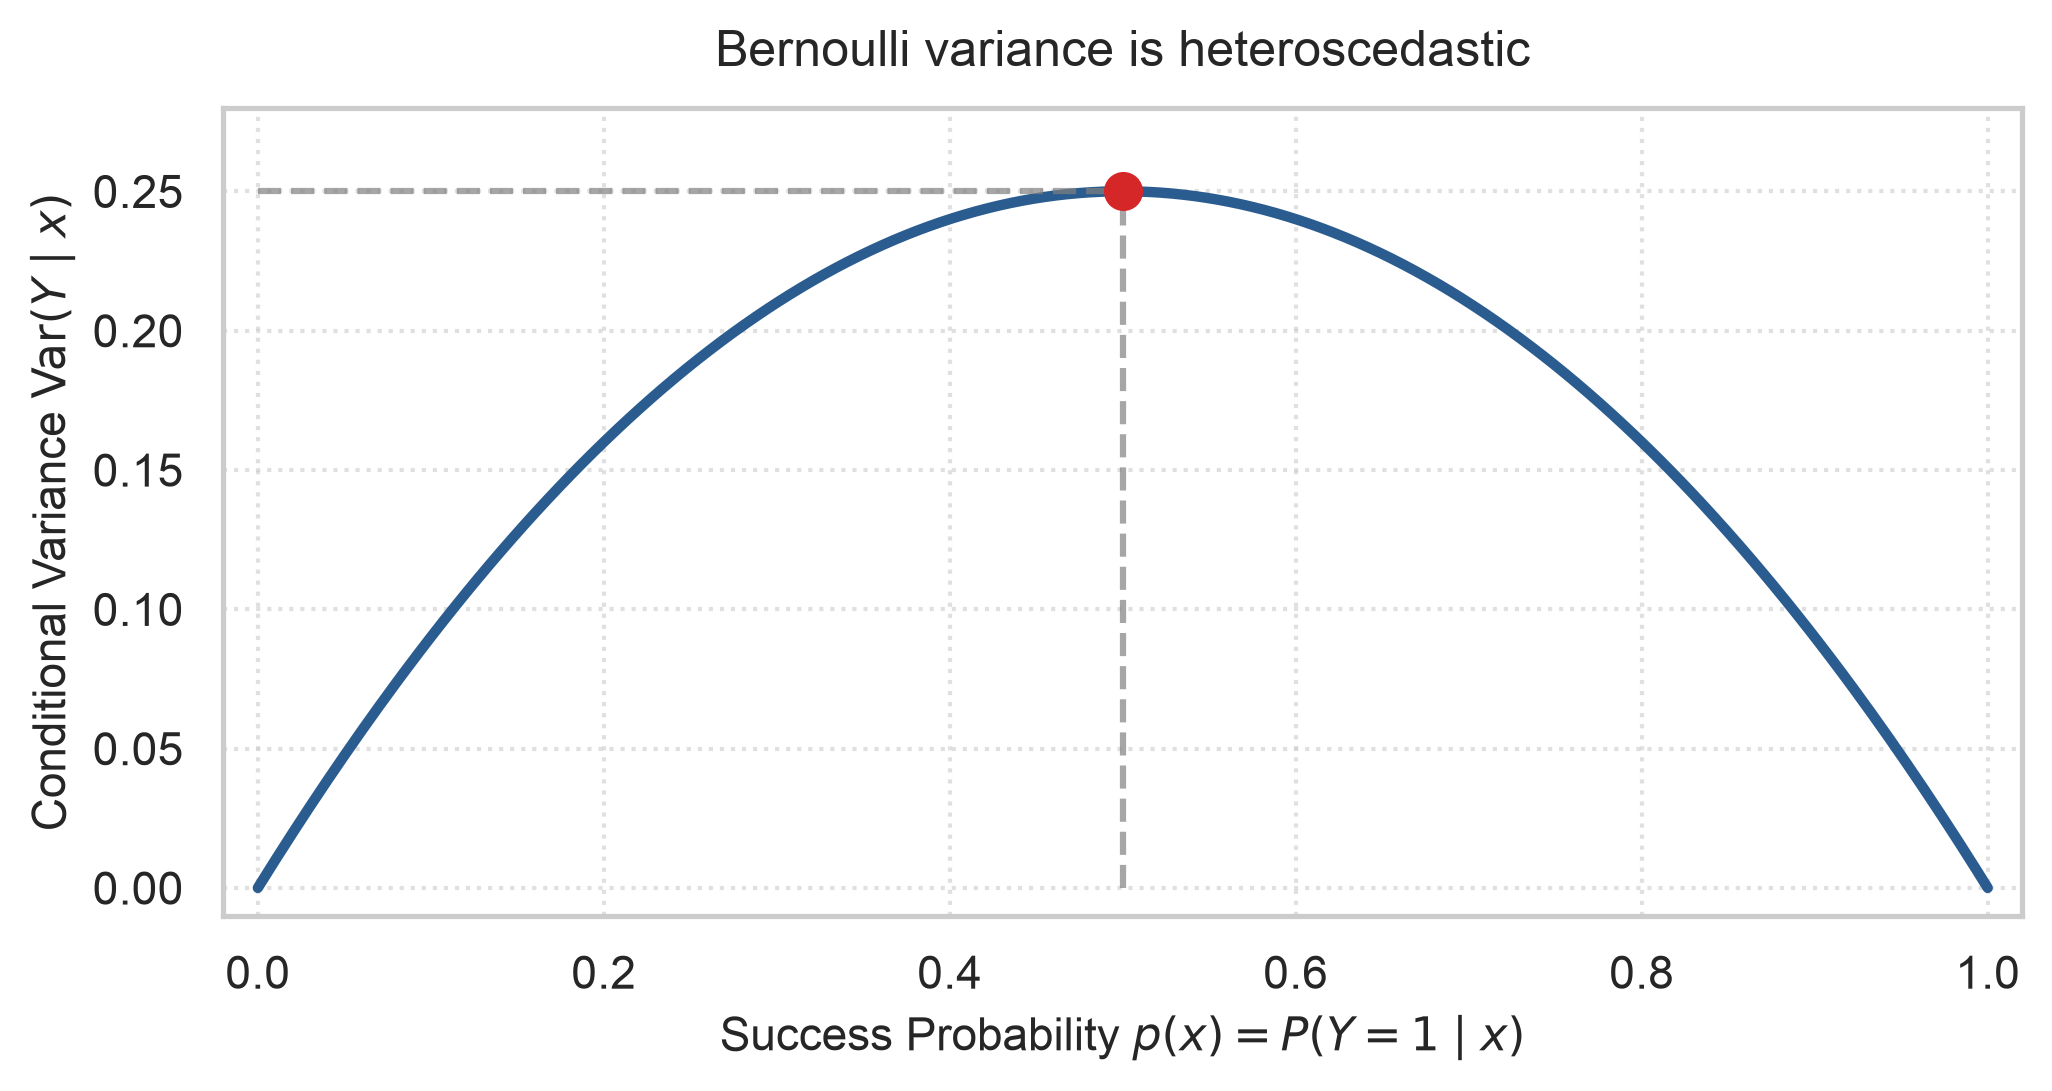 Bernoulli variance is heteroscedastic
Conditional Variance Var(Y | x)
0.25
0.20
0.15
0.10
0.05
0.00
0.0 0.2 0.4 0.6 0.8 1.0
Success Probability p(x) = P(Y = 1 | x)